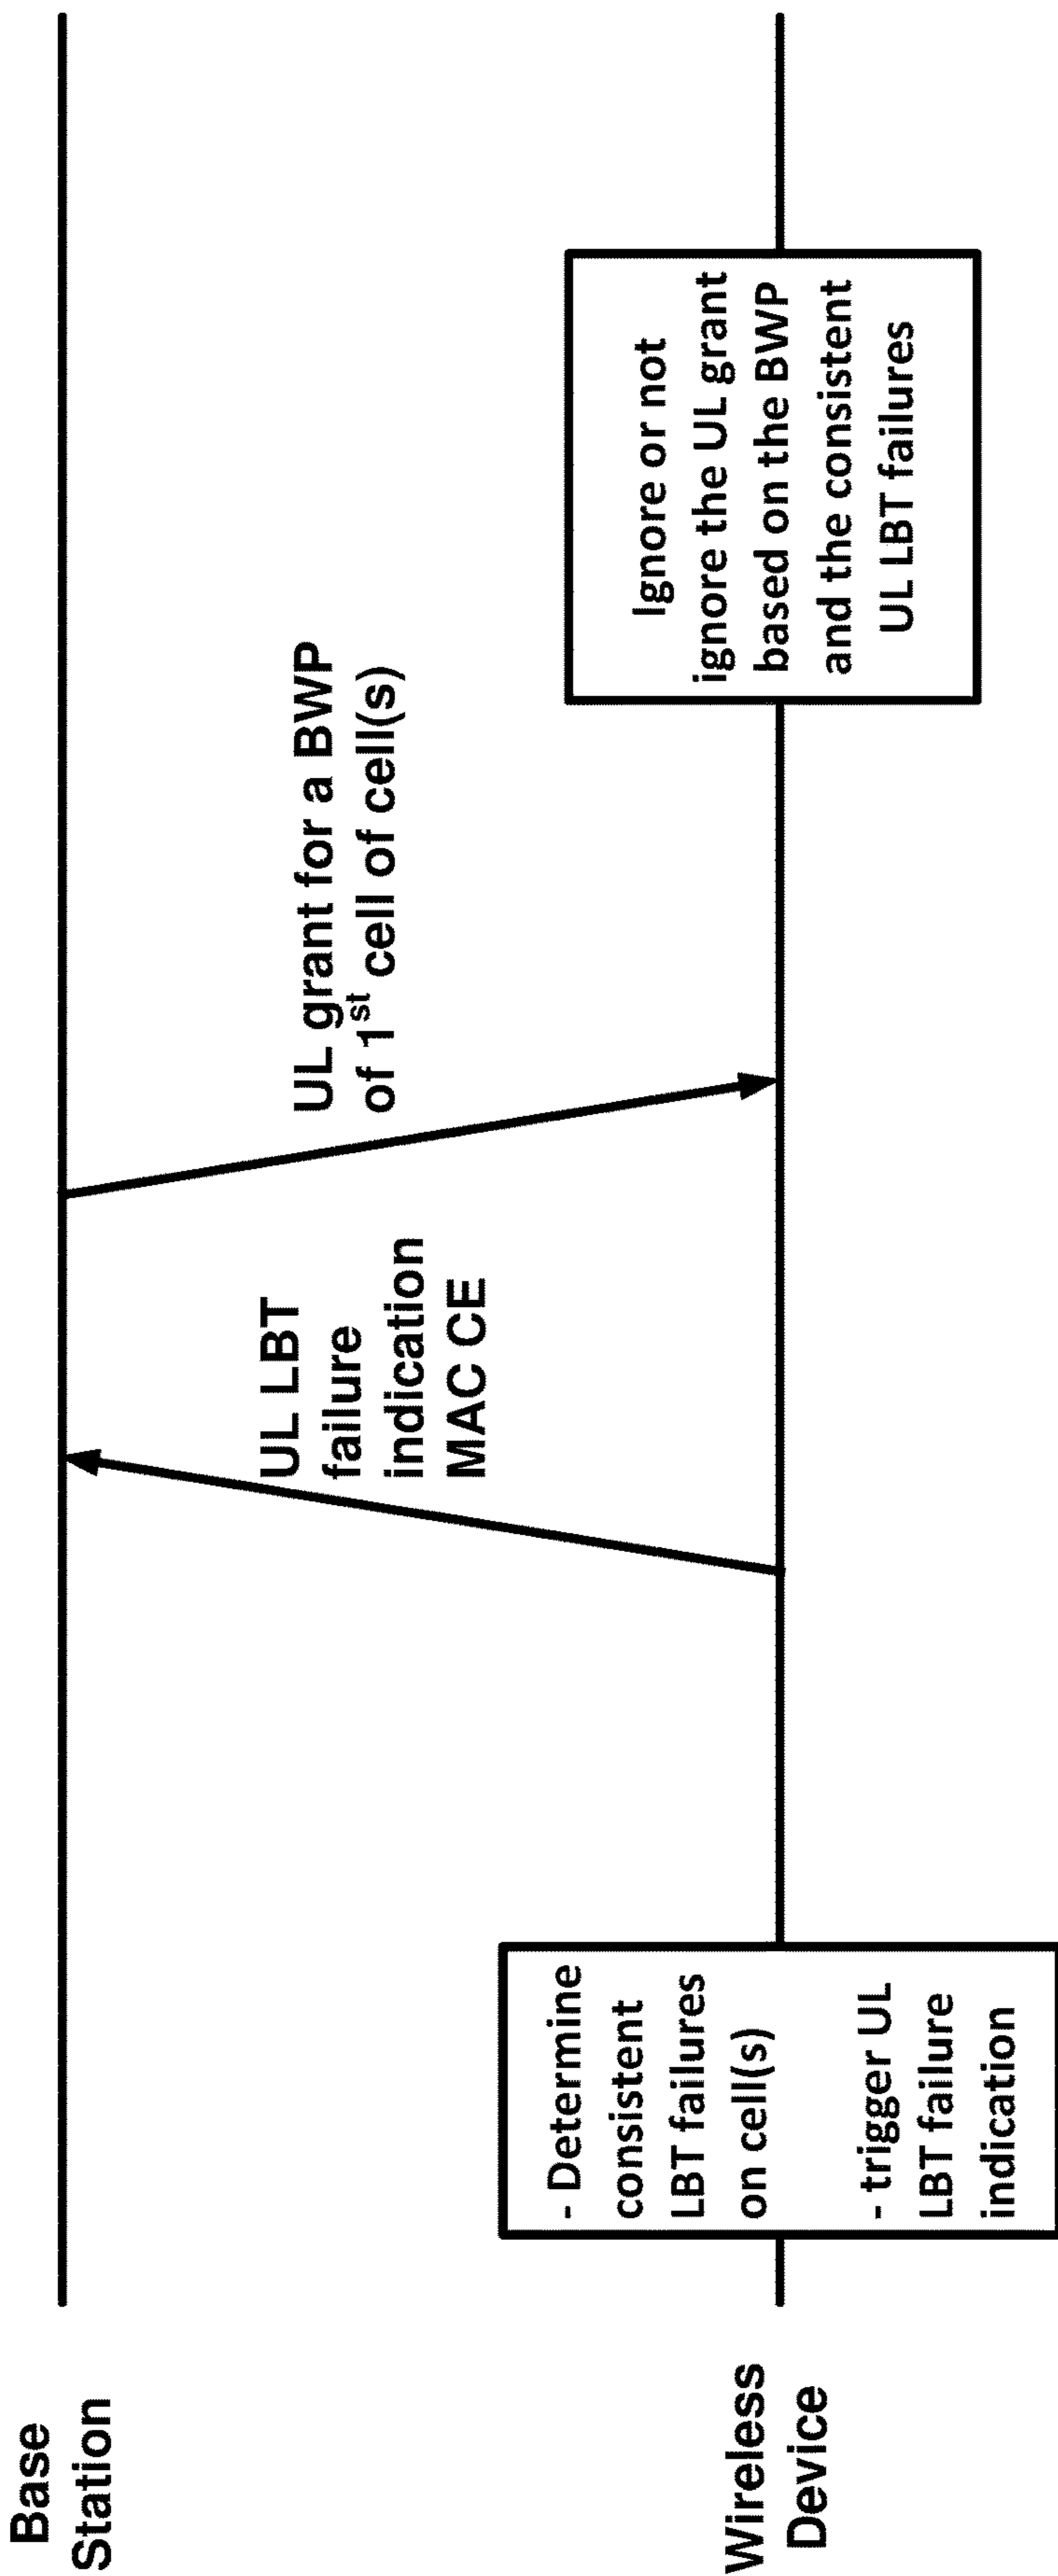 Base
Station
UL LBT
failure
indication
MAC CE
UL grant for a BWP
of 1st cell of cell(s)
Wireless
Device
- Determine
consistent
LBT failures
on cell(s)
- trigger UL
LBT failure
indication
Ignore or not
ignore the UL grant
based on the BWP
and the consistent
UL LBT failures